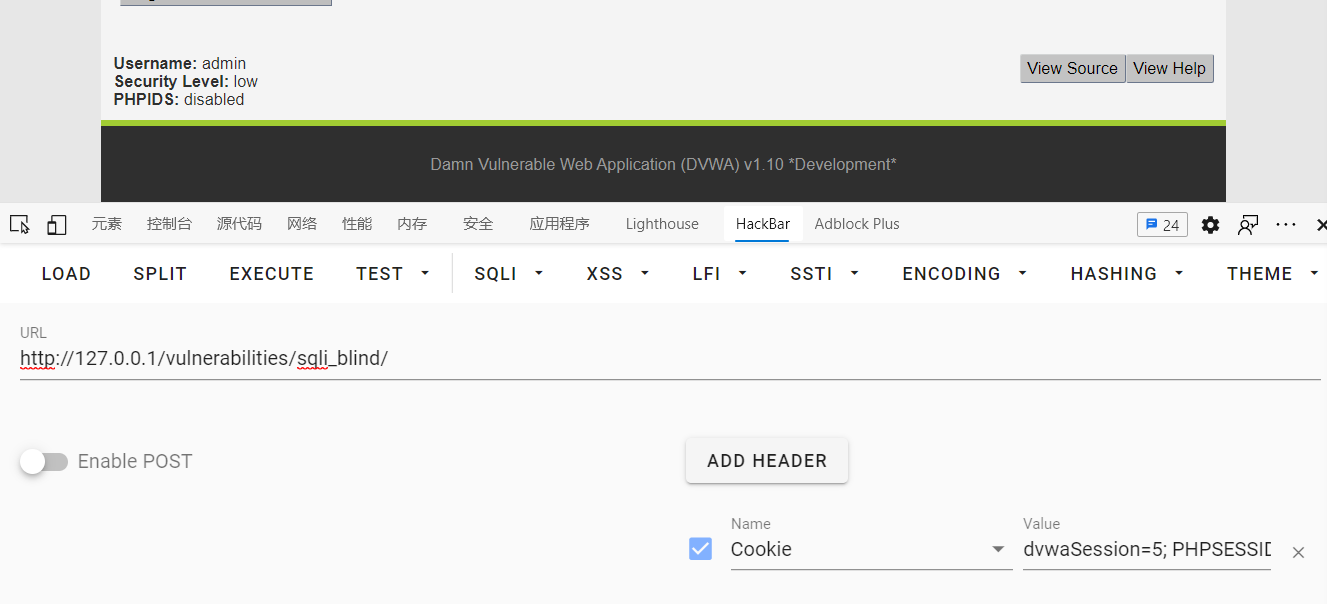 Username: admin
Security Level: low
PHPIDS: disabled
View Source View Help
Damn Vulnerable Web Application (DVWA) v1.10 *Development*
元素 控制台 源代码 网络 性能 内存 安全 应用程序 Lighthouse HackBar Adblock Plus 24
LOAD SPLIT EXECUTE TEST SQLI XSS LFI SSTI ENCODING HASHING THEME
URL
http://127.0.0.1/vulnerabilities/sqli_blind/
Enable POST ADD HEADER
Name Value
Cookie dvwaSession=5; PHPSESSID